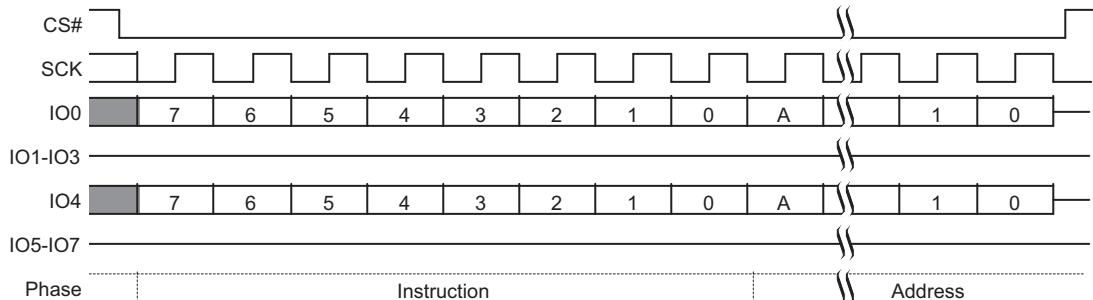 CS#
SCK
IO0 7 6 5 4 3 2 1 0 A 1 0
IO1-IO3
IO4 7 6 5 4 3 2 1 0 A 1 0
IO5-IO7
Phase Instruction Address